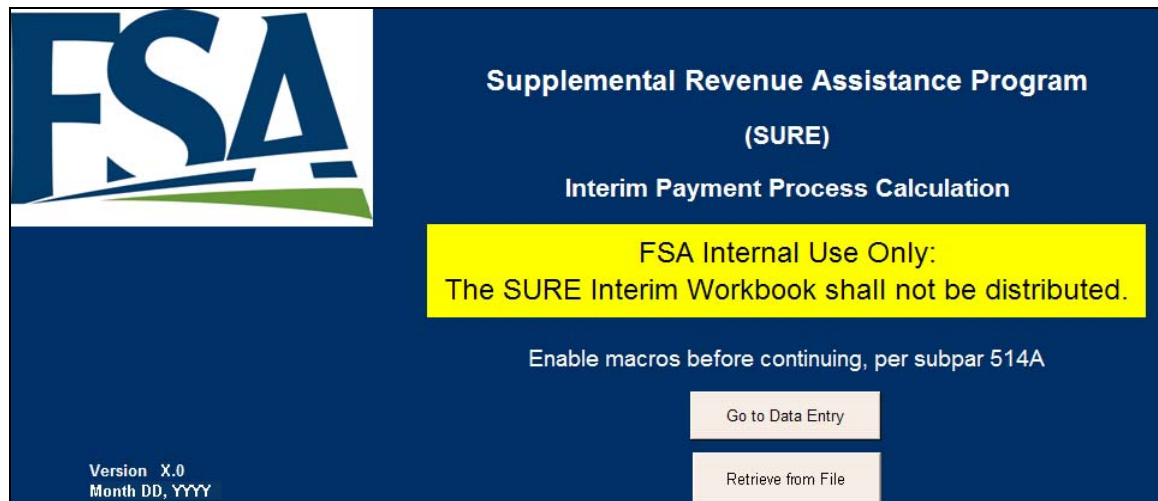 FSA
Supplemental Revenue Assistance Program
(SURE)
Interim Payment Process Calculation
FSA Internal Use Only:
The SURE Interim Workbook shall not be distributed.
Enable macros before continuing, per subpar 514A
Go to Data Entry
Retrieve from File
Version X.0
Month DD, YYYY